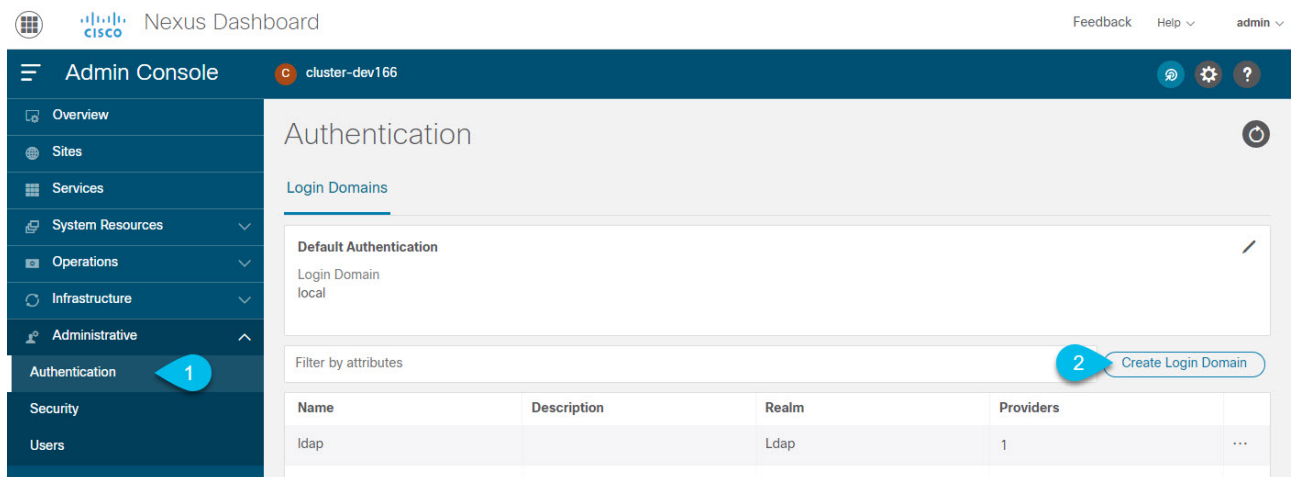 CISCO Nexus Dashboard Feedback Help admin
Admin Console C cluster-dev166 ?
Overview
Authentication
Sites
Services
Login Domains
System Resources
Default Authentication
Operations
Login Domain
local
Infrastructure
Administrative
Filter by attributes 2 Create Login Domain
Authentication 1
Security
Name Description Realm Providers
Users
ldap Ldap 1 ...